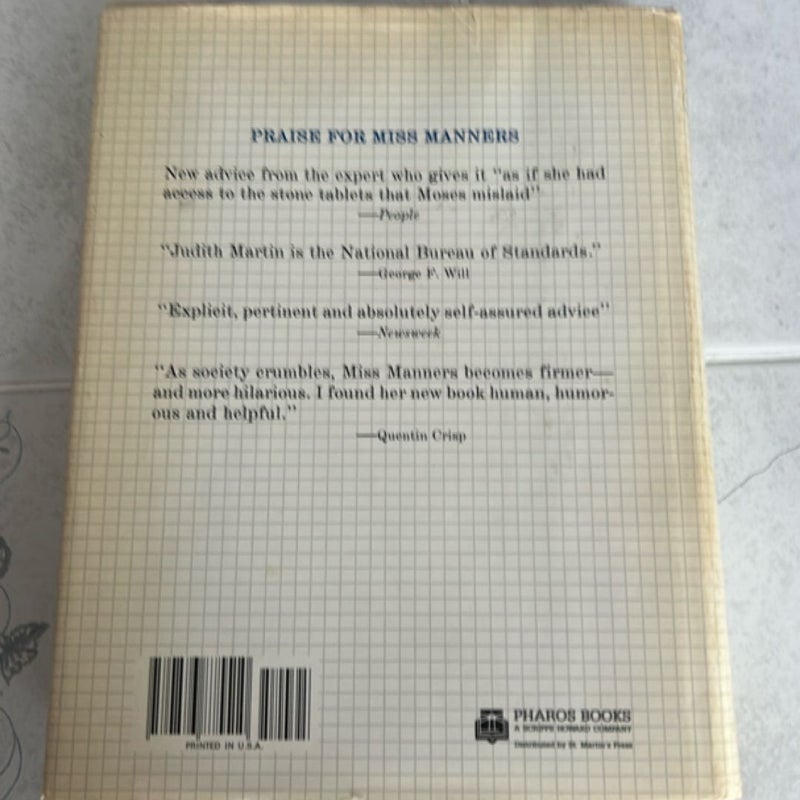 PRAISE FOR MISS MANNERS
New advice from the expert who gives it "as if she had
access to the stone tablets that Moses mislaid"
—People
"Judith Martin is the National Bureau of Standards."
—George F. Will
"Explicit, pertinent and absolutely self-assured advice"
—Newsweek
"As society crumbles, Miss Manners becomes firmer—
and more hilarious. I found her new book human, humor-
ous and helpful."
—Quentin Crisp
PRINTED IN U.S.A.
PHAROS BOOKS
A SCRIPPS HOWARD COMPANY
Distributed by St. Martin's Press